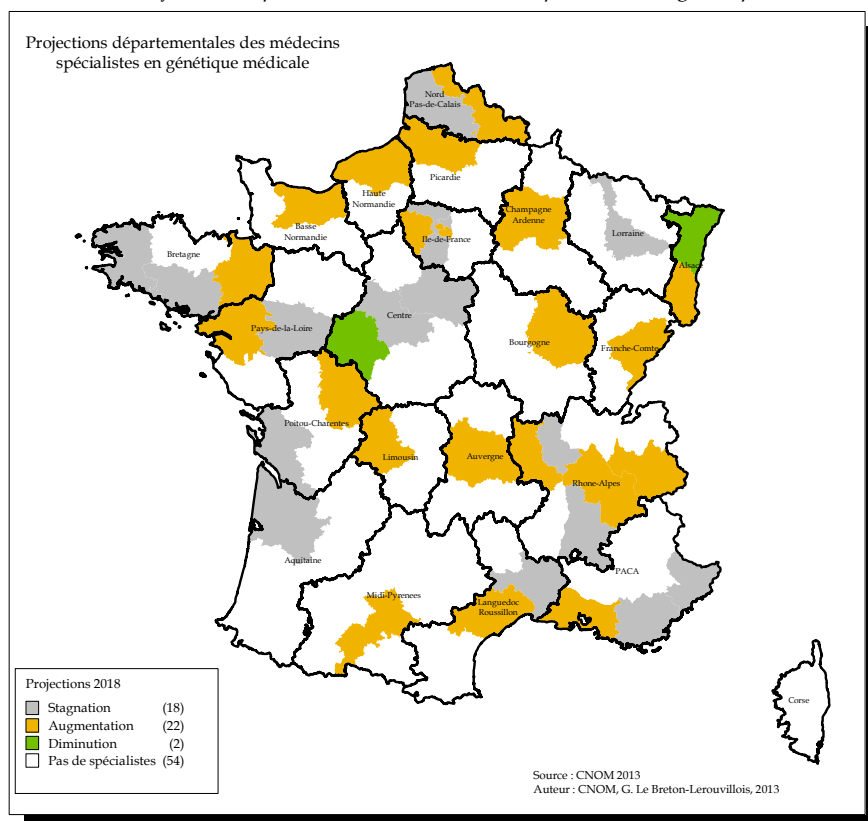 Projections départementales des médecins
spécialistes en génétique médicale
Nord
Pas-de-Calais
Picardie
Haute
Normandie
Basse
Normandie
Champagne
Ardenne
Ile-de-France
Lorraine
Alsace
Bretagne
Pays-de-la-Loire
Centre
Bourgogne
Franche-Comte
Poitou-Charentes
Limousin
Auvergne
Rhone-Alpes
Aquitaine
PACA
Midi-Pyrenees
Languedoc
Roussillon
Corse
Projections 2018
Stagnation (18)
Augmentation (22)
Diminution (2)
Pas de spécialistes (54)
Source : CNOM 2013
Auteur : CNOM, G. Le Breton-Lerouvillois, 2013